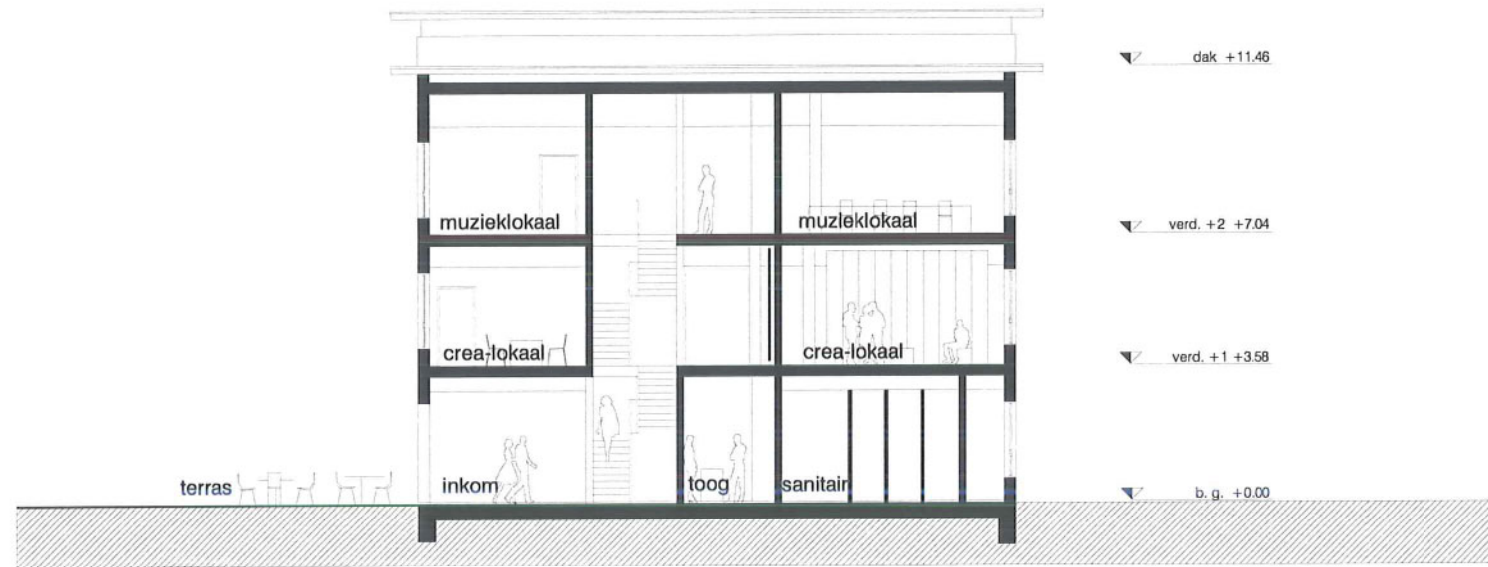 dak +11.46
muzieklokaal muzieklokaal
verd. +2 +7.04
crea-lokaal crea-lokaal
verd. +1 +3.58
terras inkom toog sanitair
b. g. +0.00